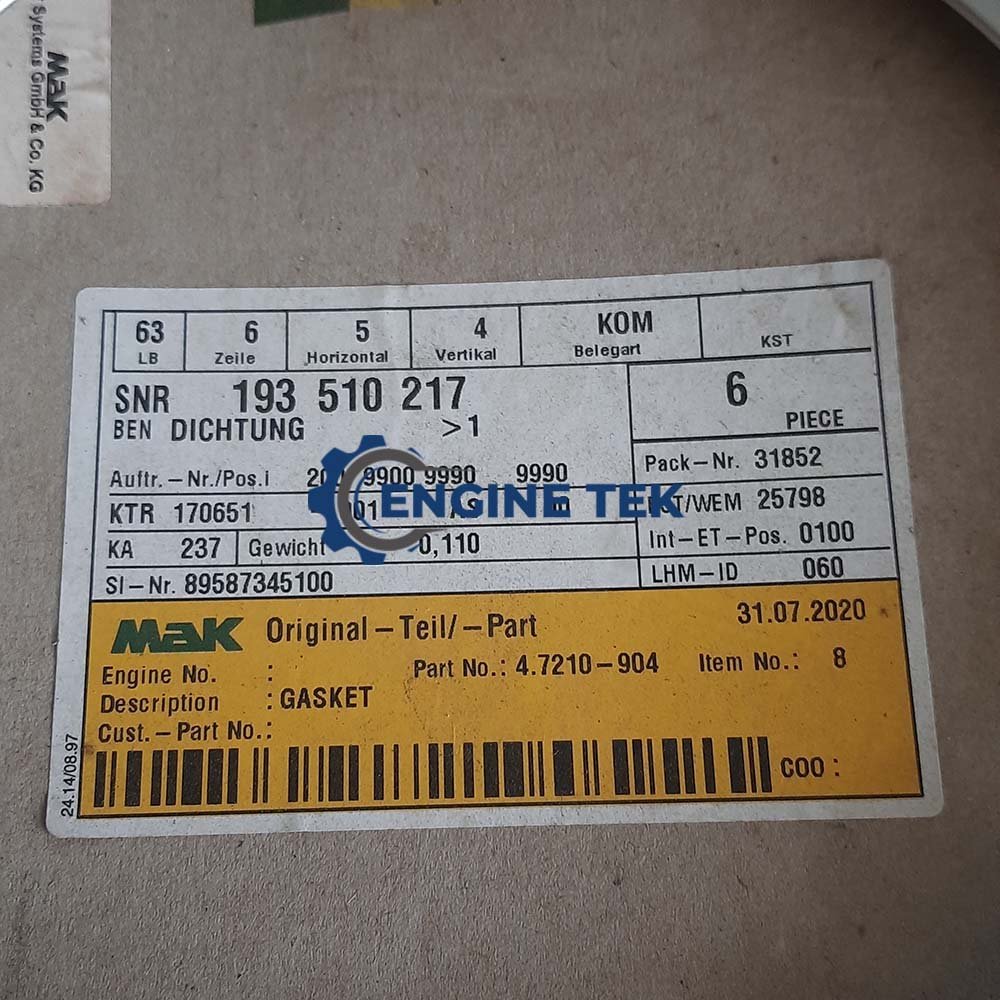 MaK
Systems GmbH & Co. KG
63 6 5 4 KOM
LB Zeile Horizontal Vertikal Belegart KST
SNR 193 510 217 6 PIECE
BEN DICHTUNG >1
Auftr.-Nr./Pos.i 9900 9990 9990 Pack-Nr. 31852
ENGINE TEK
KTR 170651 /WEM 25798
KA 237 Gewicht 0,110 Int-ET-Pos. 0100
SI-Nr. 89587345100 LHM-ID 060
MaK Original-Teil/-Part 31.07.2020
Engine No. : Part No.: 4.7210-904 Item No.: 8
Description : GASKET
Cust.-Part No.:
COO :
24.14/08.97